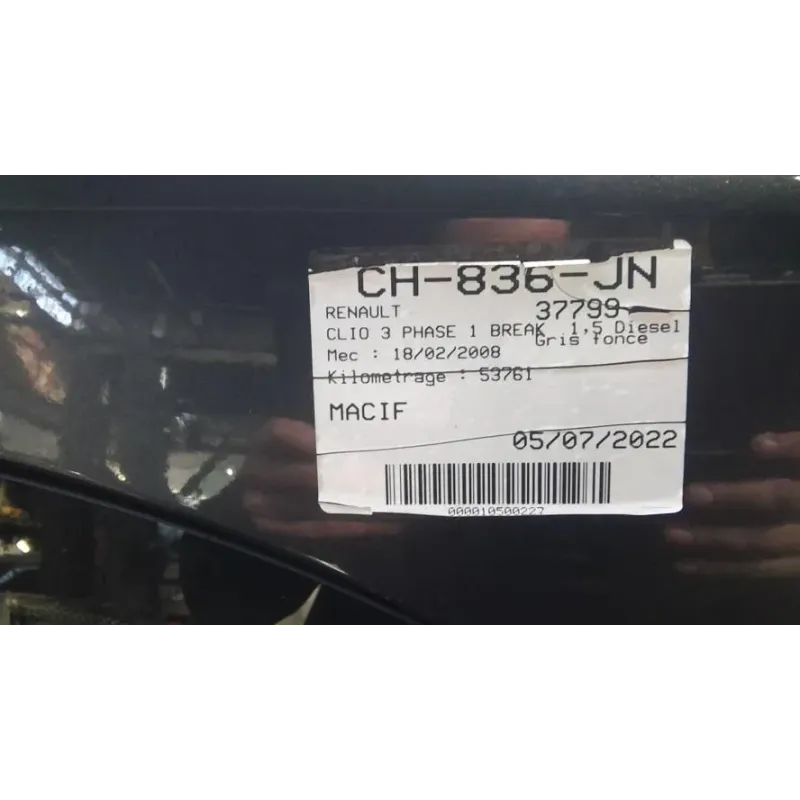 CH-836-JN
RENAULT 37799
CLIO 3 PHASE 1 BREAK 1,5 Diesel
Gris fonce
Mec : 18/02/2008
Kilometrage : 53761
MACIF
05/07/2022
000010500227